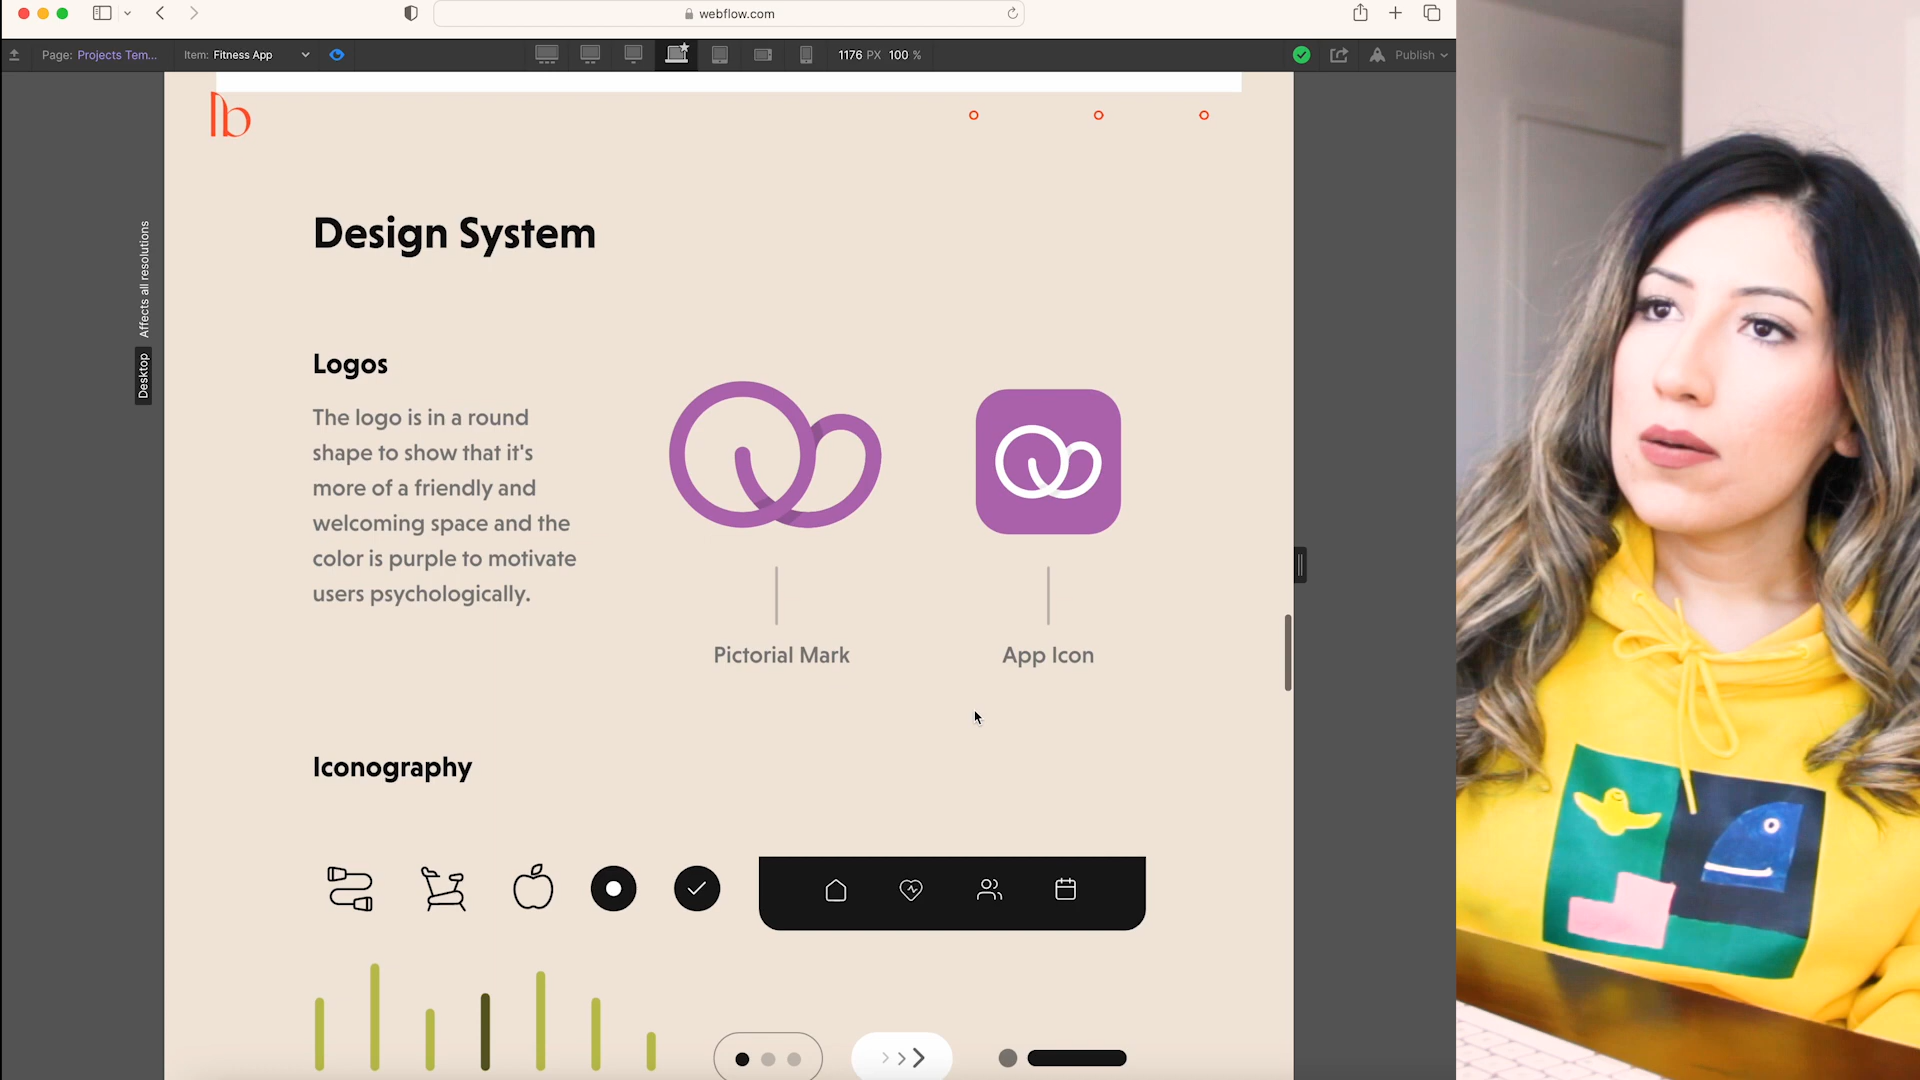 webflow.com
Page: Projects Tem...
Item: Fitness App
1176 PX 100 %
Publish
Affects all resolutions
Desktop
lb
Design System
Logos
The logo is in a round
shape to show that it's
more of a friendly and
welcoming space and the
color is purple to motivate
users psychologically.
Pictorial Mark
App Icon
Iconography